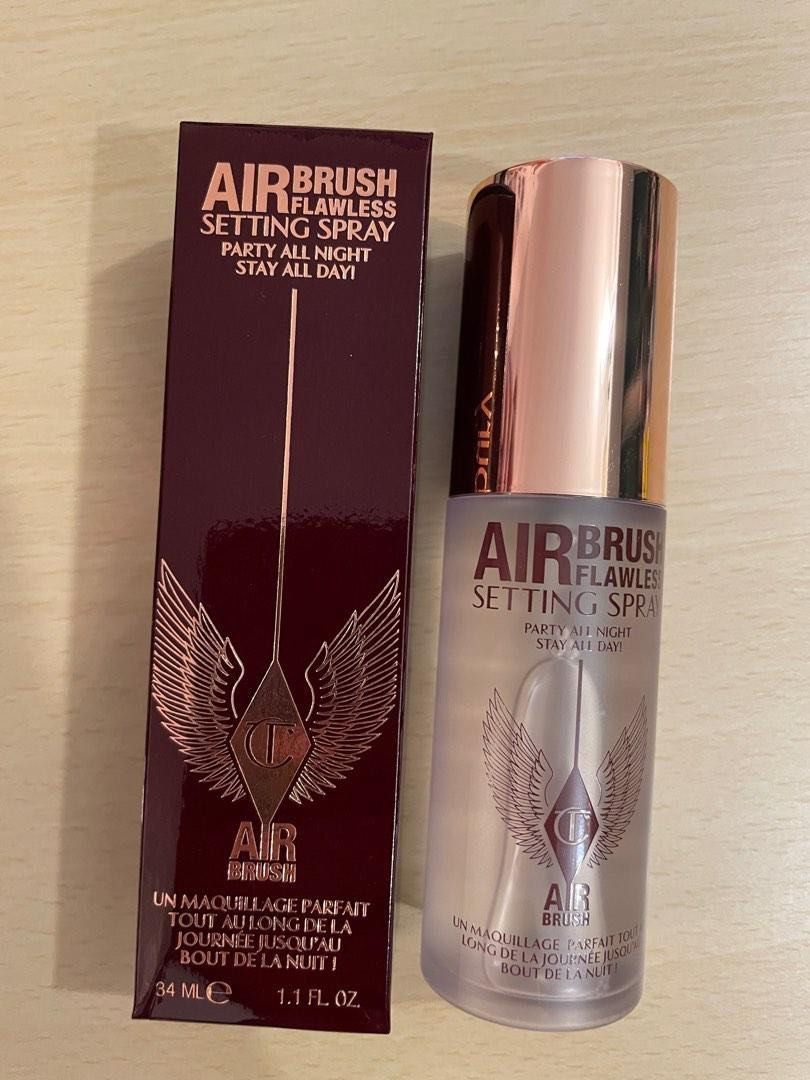 AIRBRUSH
FLAWLESS
SETTING SPRAY
PARTY ALL NIGHT
STAY ALL DAY!
CT
AIR
BRUSH
UN MAQUILLAGE PARFAIT
TOUT AU LONG DE LA
JOURNÉE JUSQU'AU
BOUT DE LA NUIT !
34 ML e 1.1 FL. OZ.
AIRBRUSH
FLAWLESS
SETTING SPRAY
PARTY ALL NIGHT
STAY ALL DAY!
CT
AIR
BRUSH
UN MAQUILLAGE PARFAIT TOUT A
LONG DE LA JOURNÉE JUSQU'AU
BOUT DE LA NUIT !